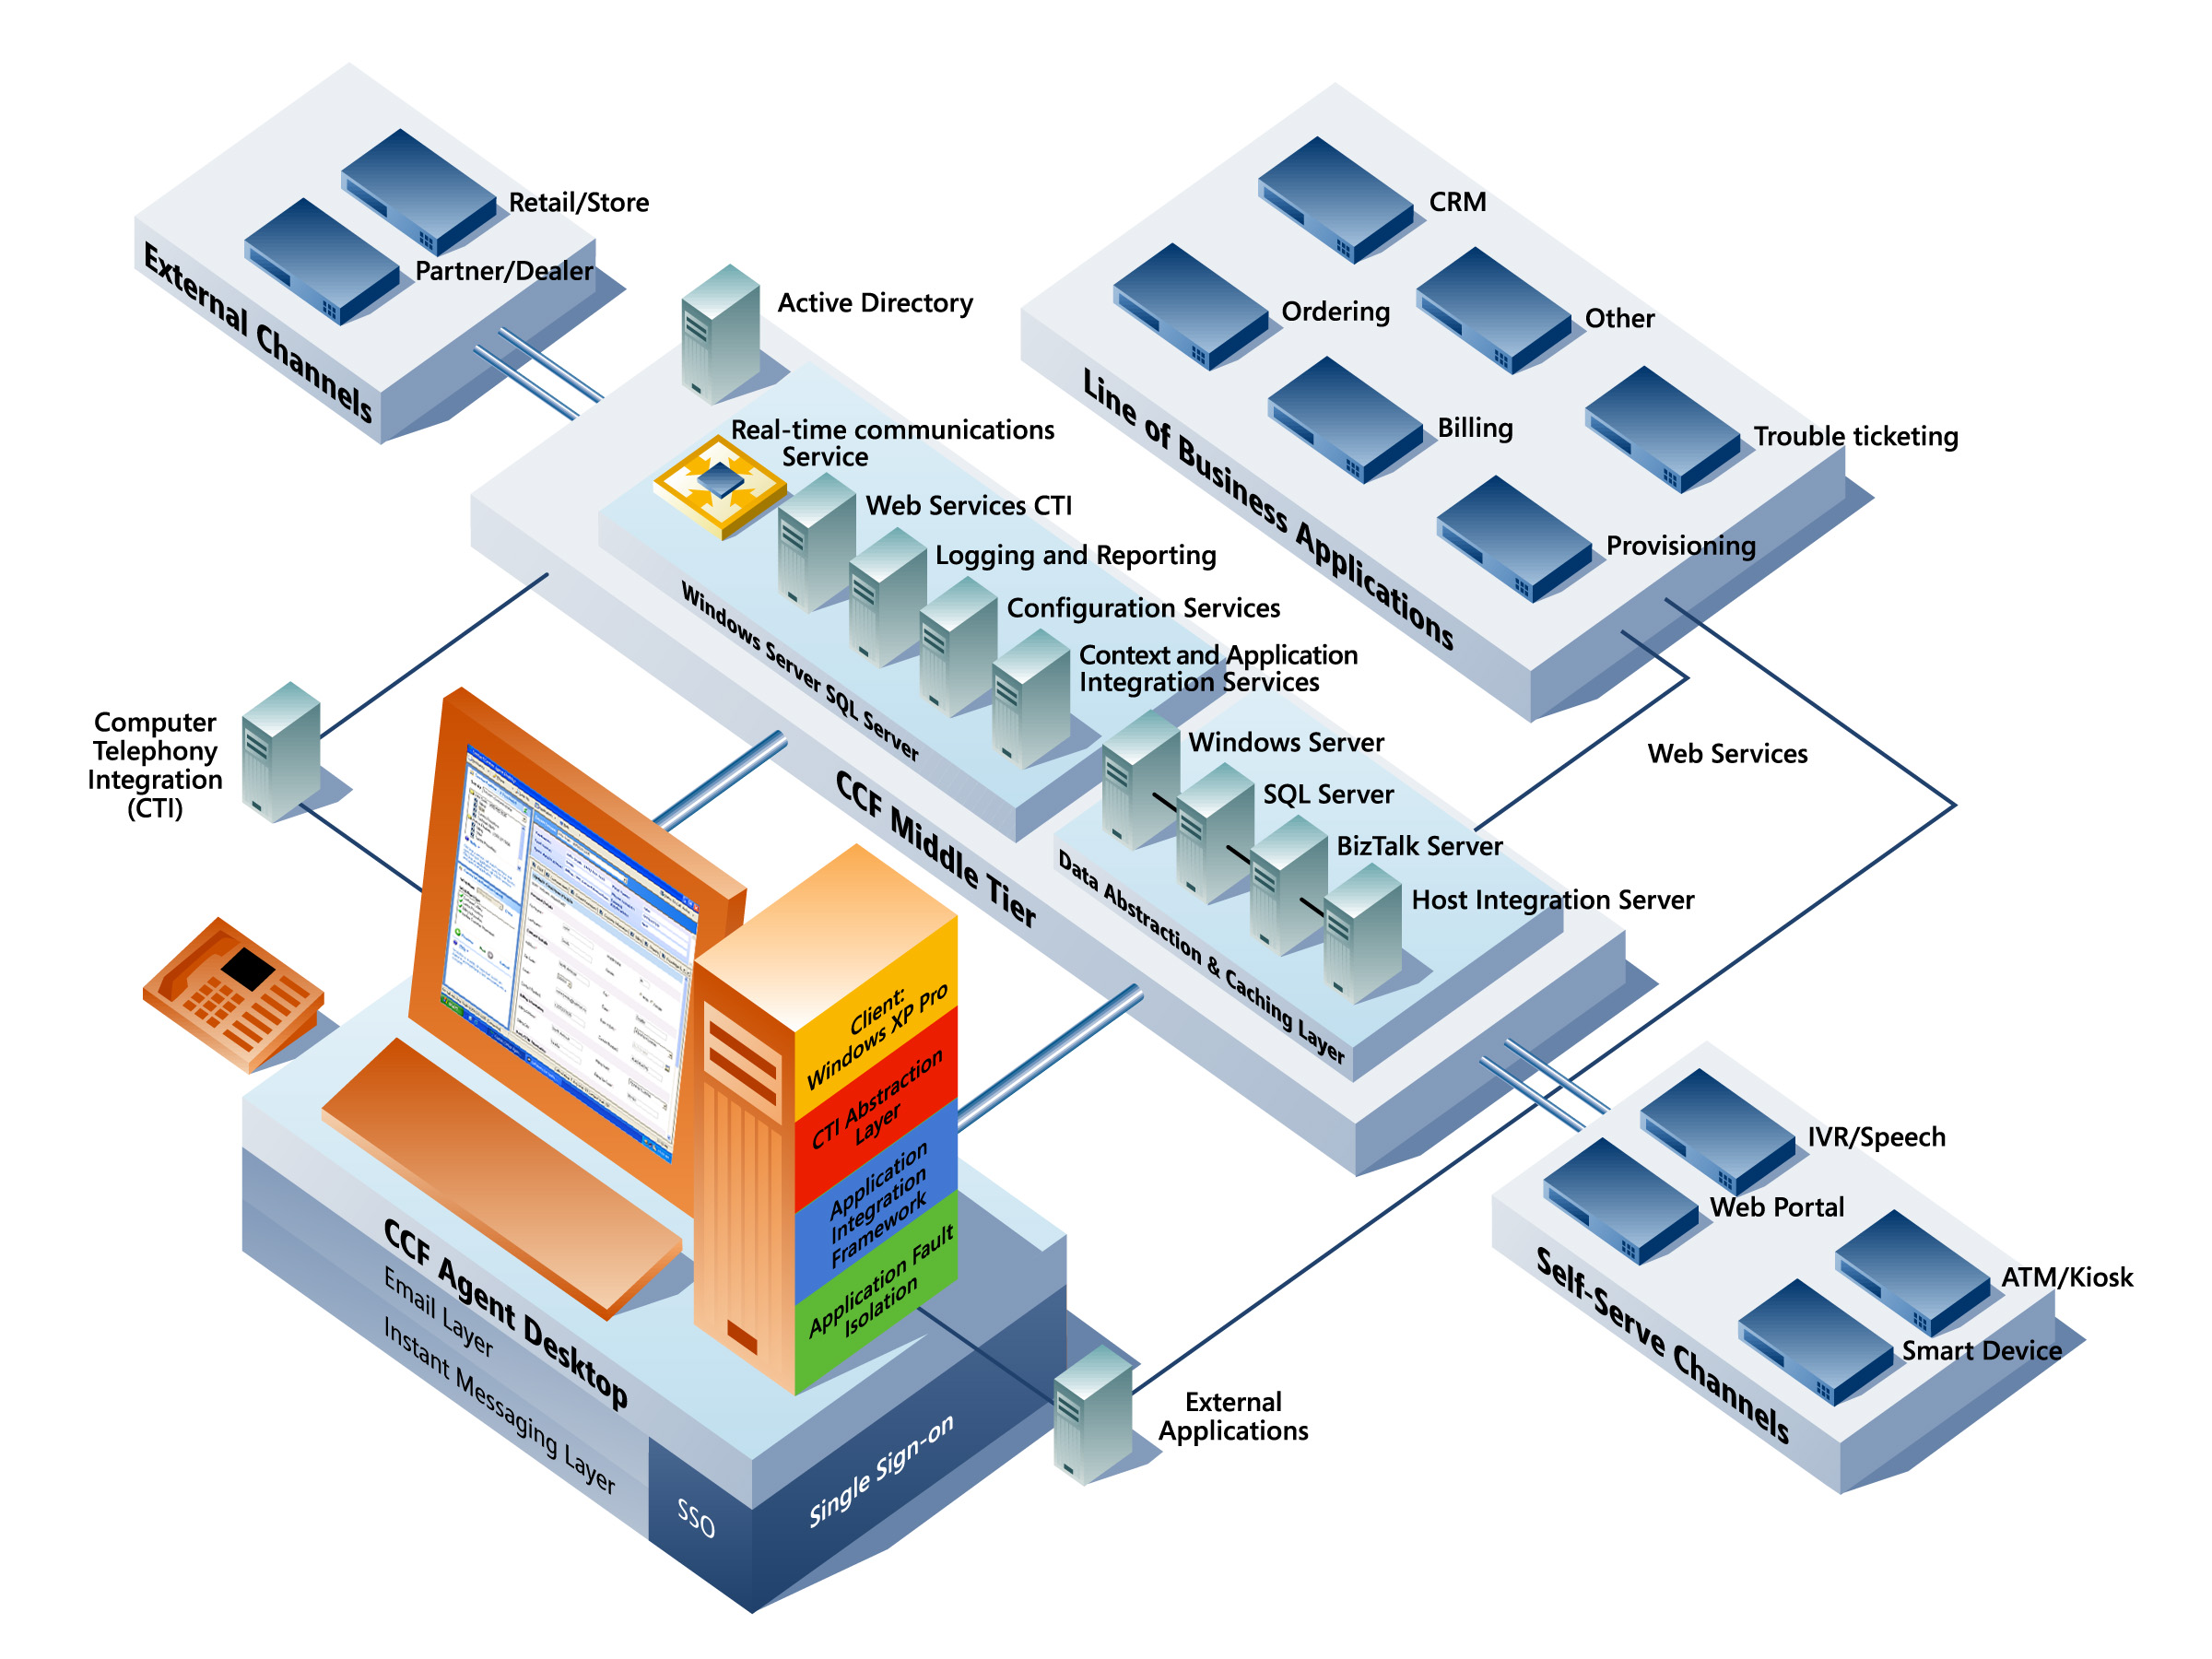 Retail/Store
Partner/Dealer
External Channels
CRM
Ordering
Other
Billing
Trouble ticketing
Provisioning
Line of Business Applications
Active Directory
Real-time communications
Service
Web Services CTI
Logging and Reporting
Configuration Services
Context and Application
Integration Services
Windows Server SQL Server
Windows Server
SQL Server
BizTalk Server
Host Integration Server
Data Abstraction & Caching Layer
CCF Middle Tier
Web Services
Computer
Telephony
Integration
(CTI)
Client:
Windows XP Pro
CTI Abstraction
Layer
Application
Integration
Framework
Application Fault
Isolation
CCF Agent Desktop
Email Layer
Instant Messaging Layer
SSO
Single Sign-on
External
Applications
IVR/Speech
Web Portal
ATM/Kiosk
Smart Device
Self-Serve Channels